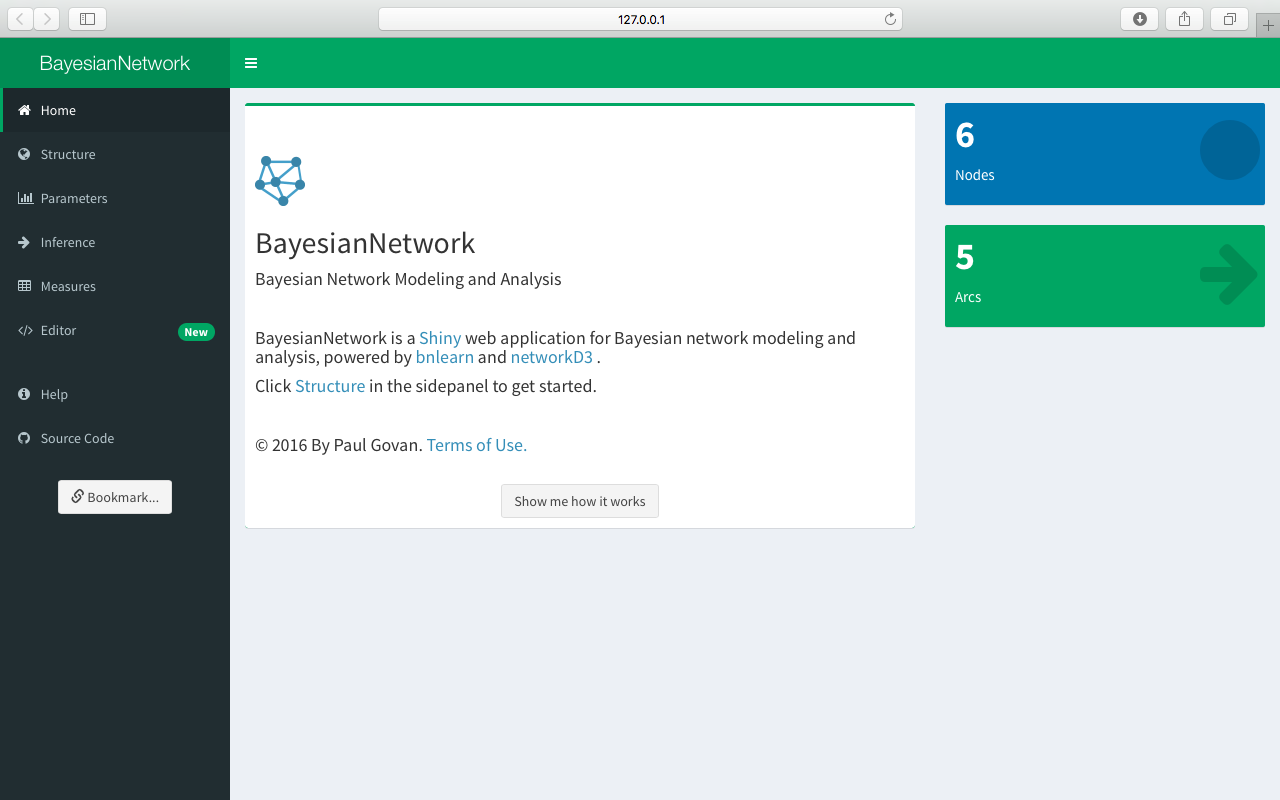 127.0.0.1
BayesianNetwork
Home
Structure
Parameters
Inference
Measures
Editor New
Help
Source Code
Bookmark...
BayesianNetwork
Bayesian Network Modeling and Analysis
BayesianNetwork is a Shiny web application for Bayesian network modeling and
analysis, powered by bnlearn and networkD3 .
Click Structure in the sidepanel to get started.
© 2016 By Paul Govan. Terms of Use.
Show me how it works
6
Nodes
5
Arcs